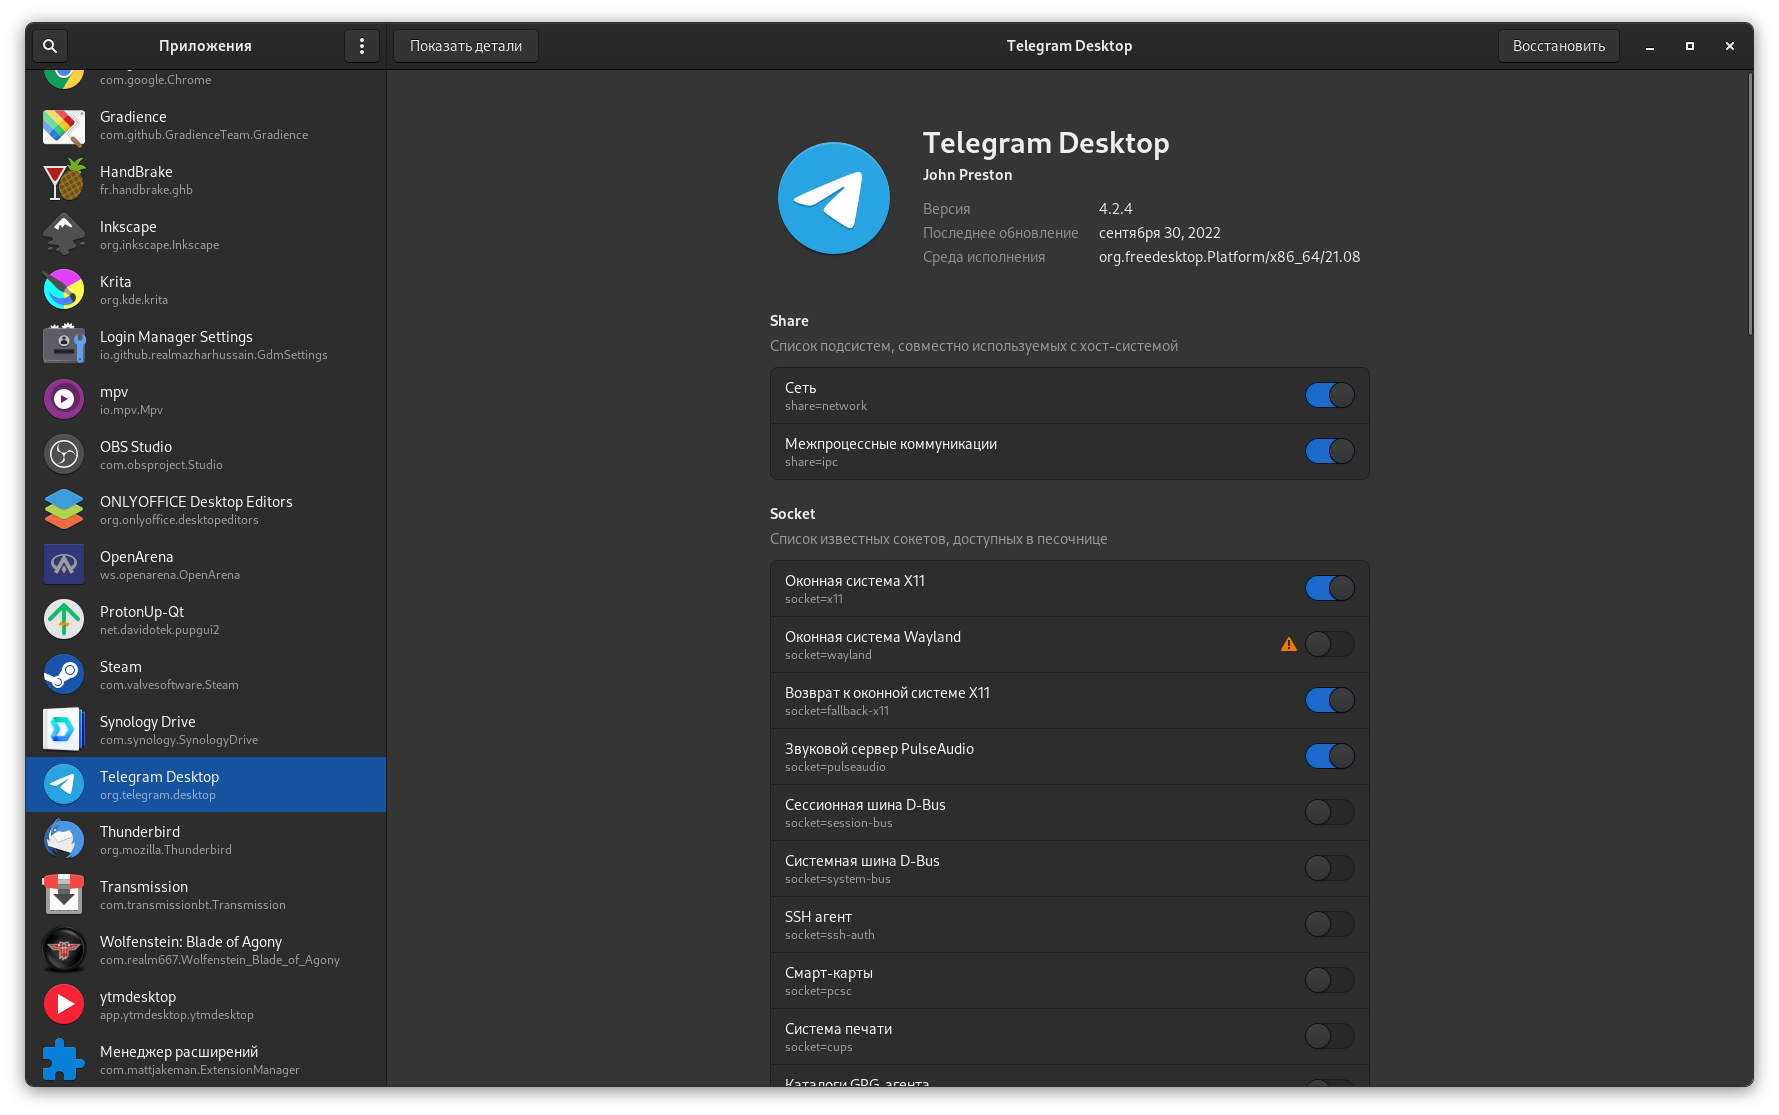 Приложения
Показать детали
Telegram Desktop
Восстановить
com.google.Chrome
Gradience
com.github.GradienceTeam.Gradience
HandBrake
fr.handbrake.ghb
Inkscape
org.inkscape.Inkscape
Krita
org.kde.krita
Login Manager Settings
io.github.realmazharhussain.GdmSettings
mpv
io.mpv.Mpv
OBS Studio
com.obsproject.Studio
ONLYOFFICE Desktop Editors
org.onlyoffice.desktopeditors
OpenArena
ws.openarena.OpenArena
ProtonUp-Qt
net.davidotek.pupgui2
Steam
com.valvesoftware.Steam
Synology Drive
com.synology.SynologyDrive
Telegram Desktop
org.telegram.desktop
Thunderbird
org.mozilla.Thunderbird
Transmission
com.transmissionbt.Transmission
Wolfenstein: Blade of Agony
com.realm667.Wolfenstein_Blade_of_Agony
ytmdesktop
app.ytmdesktop.ytmdesktop
Менеджер расширений
com.mattjakeman.ExtensionManager
Telegram Desktop
John Preston
Версия 4.2.4
Последнее обновление сентября 30, 2022
Среда исполнения org.freedesktop.Platform/x86_64/21.08
Share
Список подсистем, совместно используемых с хост-системой
Сеть
share=network
Межпроцессные коммуникации
share=ipc
Socket
Список известных сокетов, доступных в песочнице
Оконная система X11
socket=x11
Оконная система Wayland
socket=wayland
Возврат к оконной системе X11
socket=fallback-x11
Звуковой сервер PulseAudio
socket=pulseaudio
Сессионная шина D-Bus
socket=session-bus
Системная шина D-Bus
socket=system-bus
SSH агент
socket=ssh-auth
Смарт-карты
socket=pcsc
Система печати
socket=cups
Каталоги GPG-агента